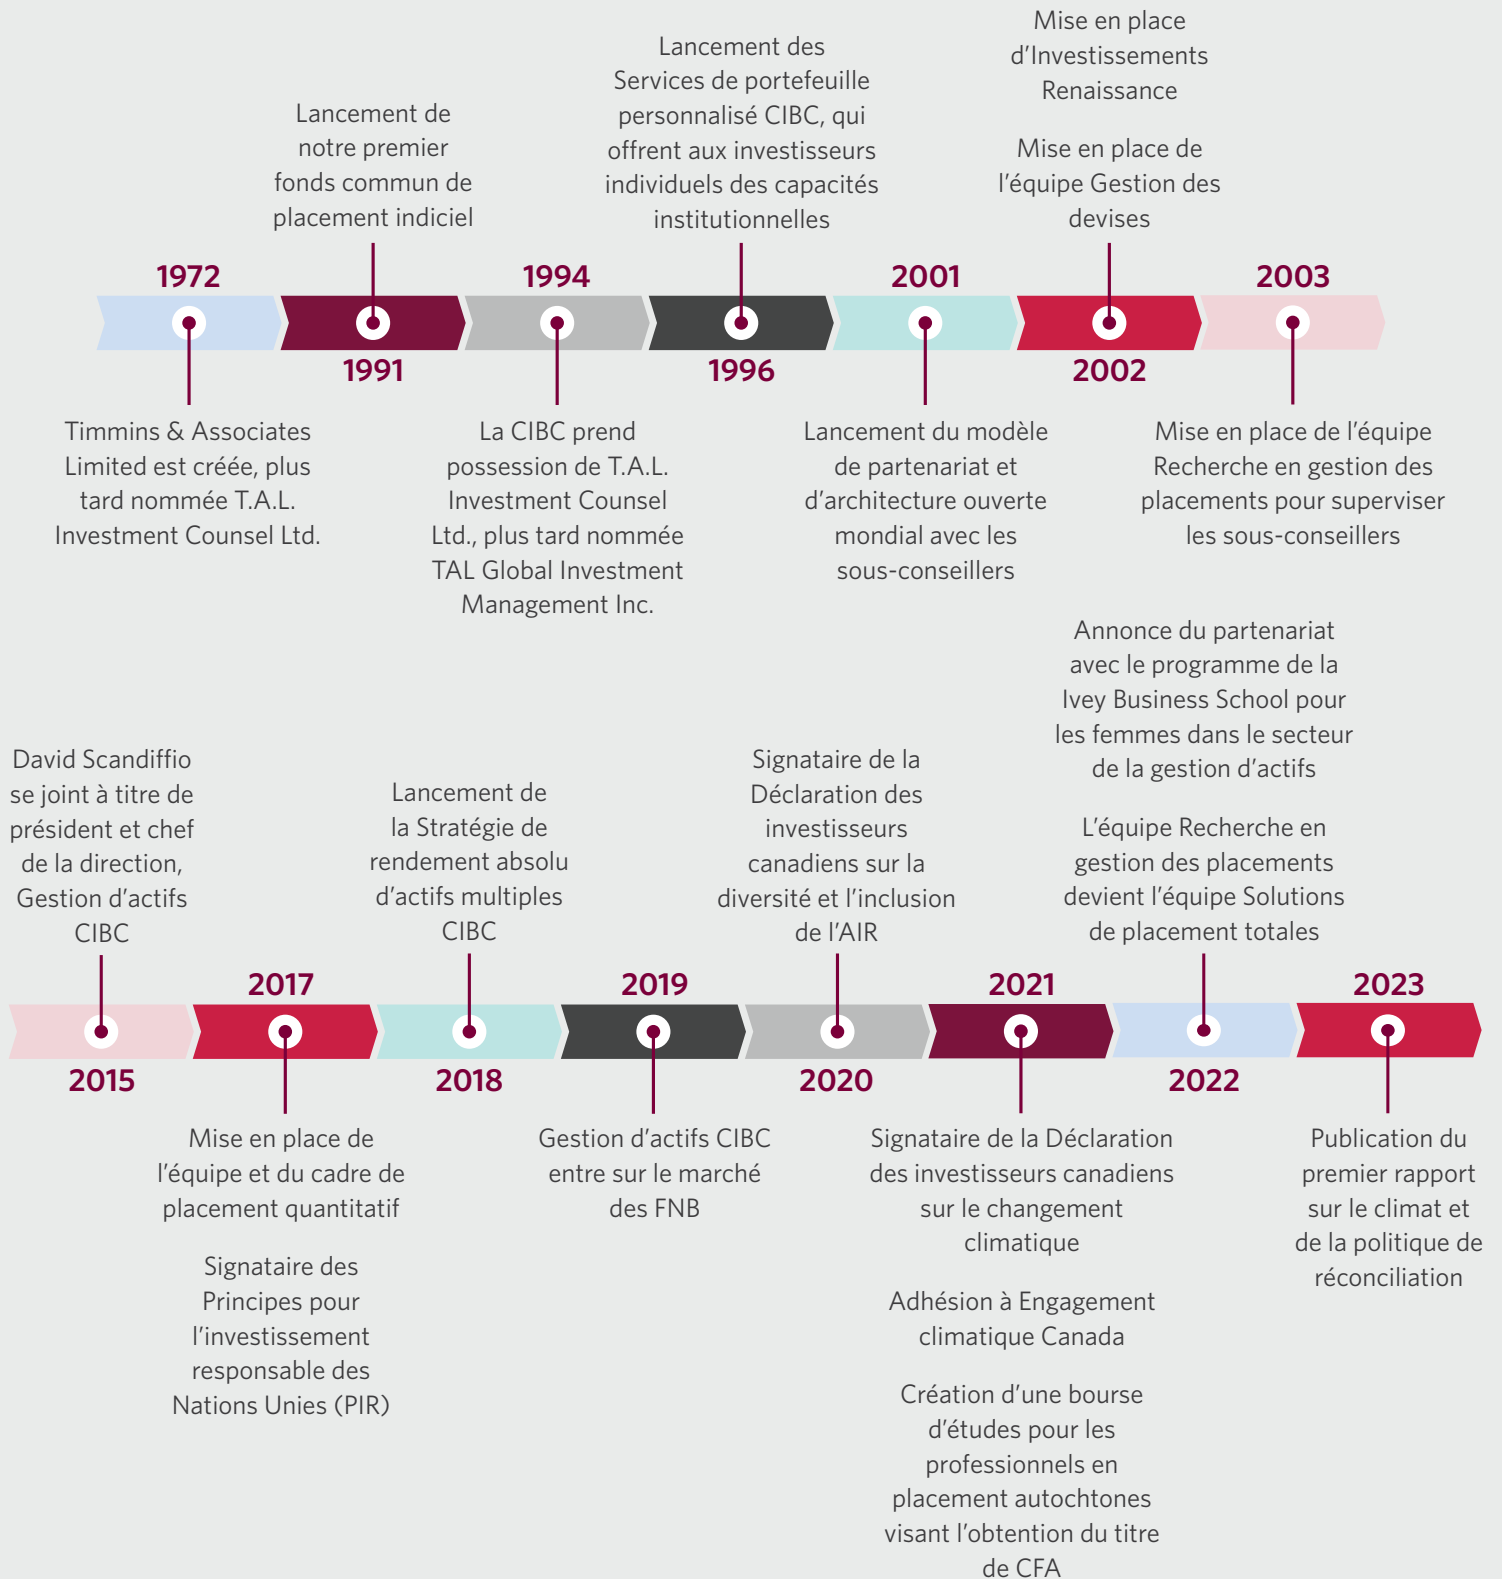 1972
Timmins & Associates
Limited est créée, plus
tard nommée T.A.L.
Investment Counsel Ltd.
Lancement de
notre premier
fonds commun de
placement indiciel
1991
1994
La CIBC prend
possession de T.A.L.
Investment Counsel
Ltd., plus tard nommée
TAL Global Investment
Management Inc.
Lancement des
Services de portefeuille
personnalisé CIBC, qui
offrent aux investisseurs
individuels des capacités
institutionnelles
1996
2001
Lancement du modèle
de partenariat et
d'architecture ouverte
mondial avec les
sous-conseillers
Mise en place
d'Investissements
Renaissance
Mise en place de
l'équipe Gestion des
devises
2002
2003
Mise en place de l'équipe
Recherche en gestion des
placements pour superviser
les sous-conseillers
David Scandiffio
se joint à titre de
président et chef
de la direction,
Gestion d'actifs
CIBC
2015
2017
Mise en place de
l'équipe et du cadre de
placement quantitatif
Signataire des
Principes pour
l'investissement
responsable des
Nations Unies (PIR)
Lancement de
la Stratégie de
rendement absolu
d'actifs multiples
CIBC
2018
2019
Gestion d'actifs CIBC
entre sur le marché
des FNB
Signataire de la
Déclaration des
investisseurs
canadiens sur la
diversité et l'inclusion
de l'AIR
2020
2021
Signataire de la Déclaration
des investisseurs canadiens
sur le changement
climatique
Adhésion à Engagement
climatique Canada
Création d'une bourse
d'études pour les
professionnels en
placement autochtones
visant l'obtention du titre
de CFA
Annonce du partenariat
avec le programme de la
Ivey Business School pour
les femmes dans le secteur
de la gestion d'actifs
L'équipe Recherche en
gestion des placements
devient l'équipe Solutions
de placement totales
2022
2023
Publication du
premier rapport
sur le climat et
de la politique de
réconciliation